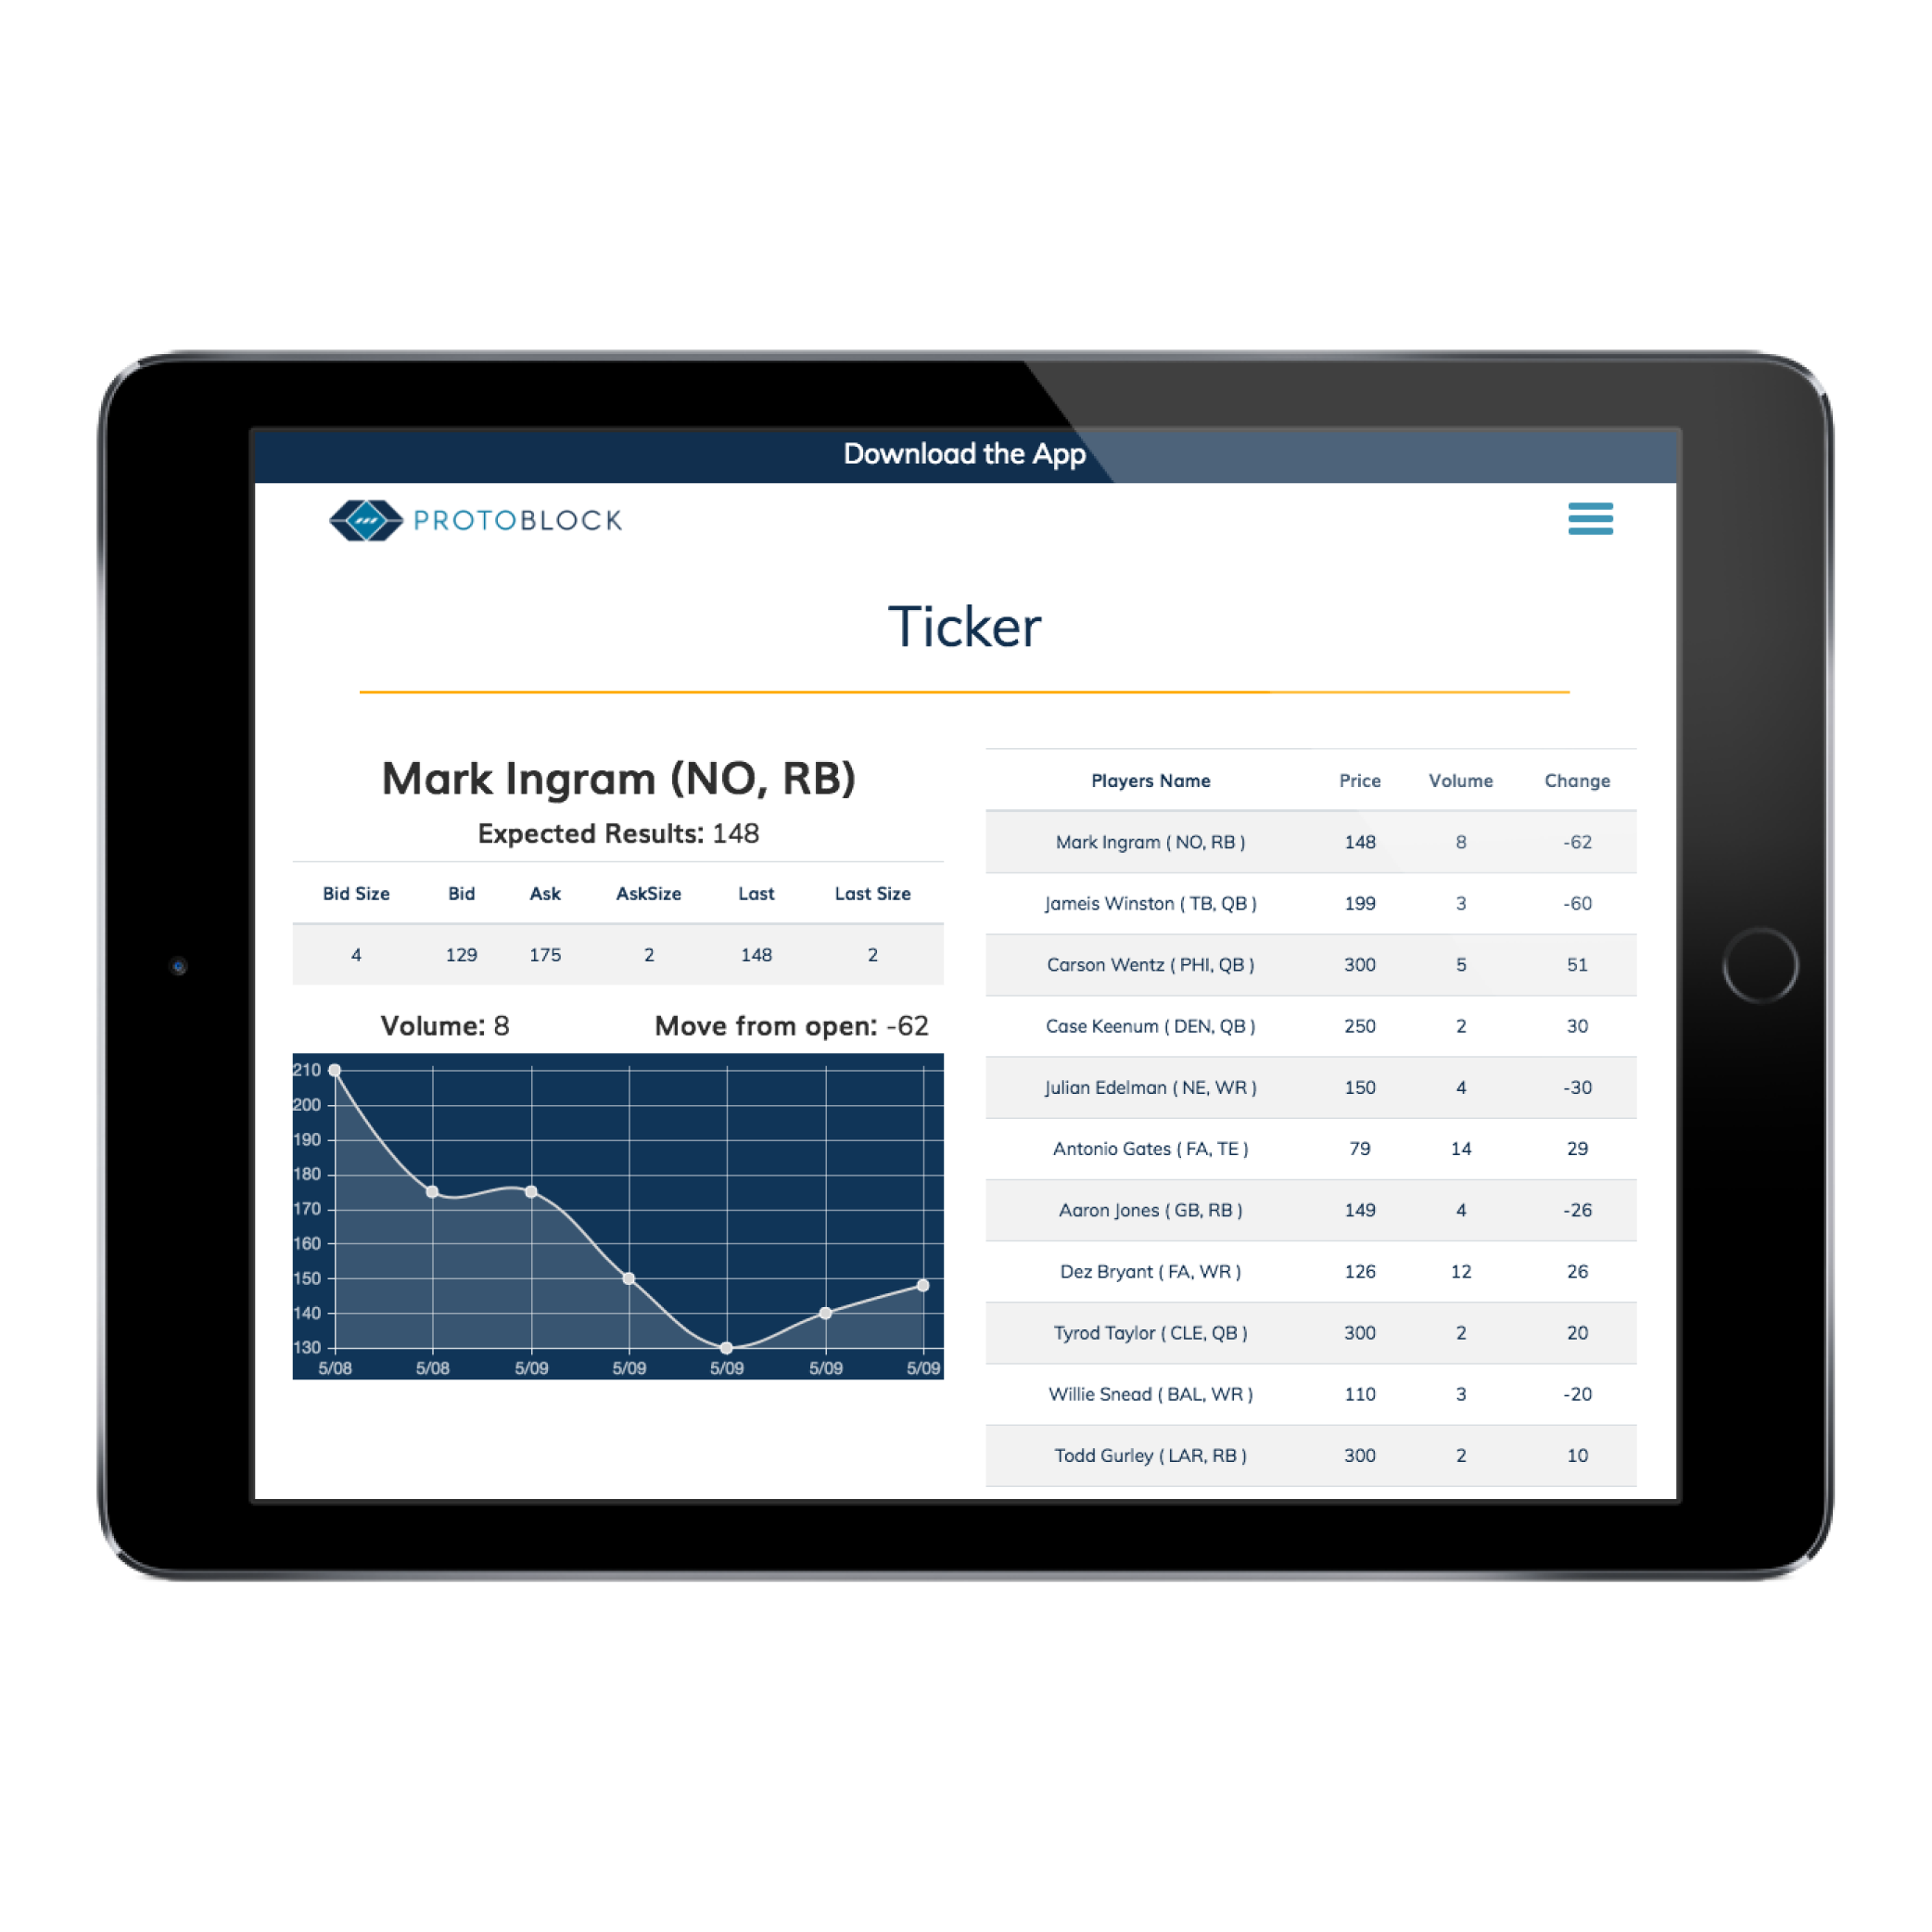 Download the App
PROTOBLOCK
Ticker
Mark Ingram (NO, RB)
Expected Results: 148
Bid Size Bid Ask AskSize Last Last Size
4 129 175 2 148 2
Volume: 8 Move from open: -62
210
200
190
180
170
160
150
140
130
5/08 5/08 5/09 5/09 5/09 5/09 5/09
Players Name Price Volume Change
Mark Ingram ( NO, RB ) 148 8 -62
Jameis Winston ( TB, QB ) 199 3 -60
Carson Wentz ( PHI, QB ) 300 5 51
Case Keenum ( DEN, QB ) 250 2 30
Julian Edelman ( NE, WR ) 150 4 -30
Antonio Gates ( FA, TE ) 79 14 29
Aaron Jones ( GB, RB ) 149 4 -26
Dez Bryant ( FA, WR ) 126 12 26
Tyrod Taylor ( CLE, QB ) 300 2 20
Willie Snead ( BAL, WR ) 110 3 -20
Todd Gurley ( LAR, RB ) 300 2 10